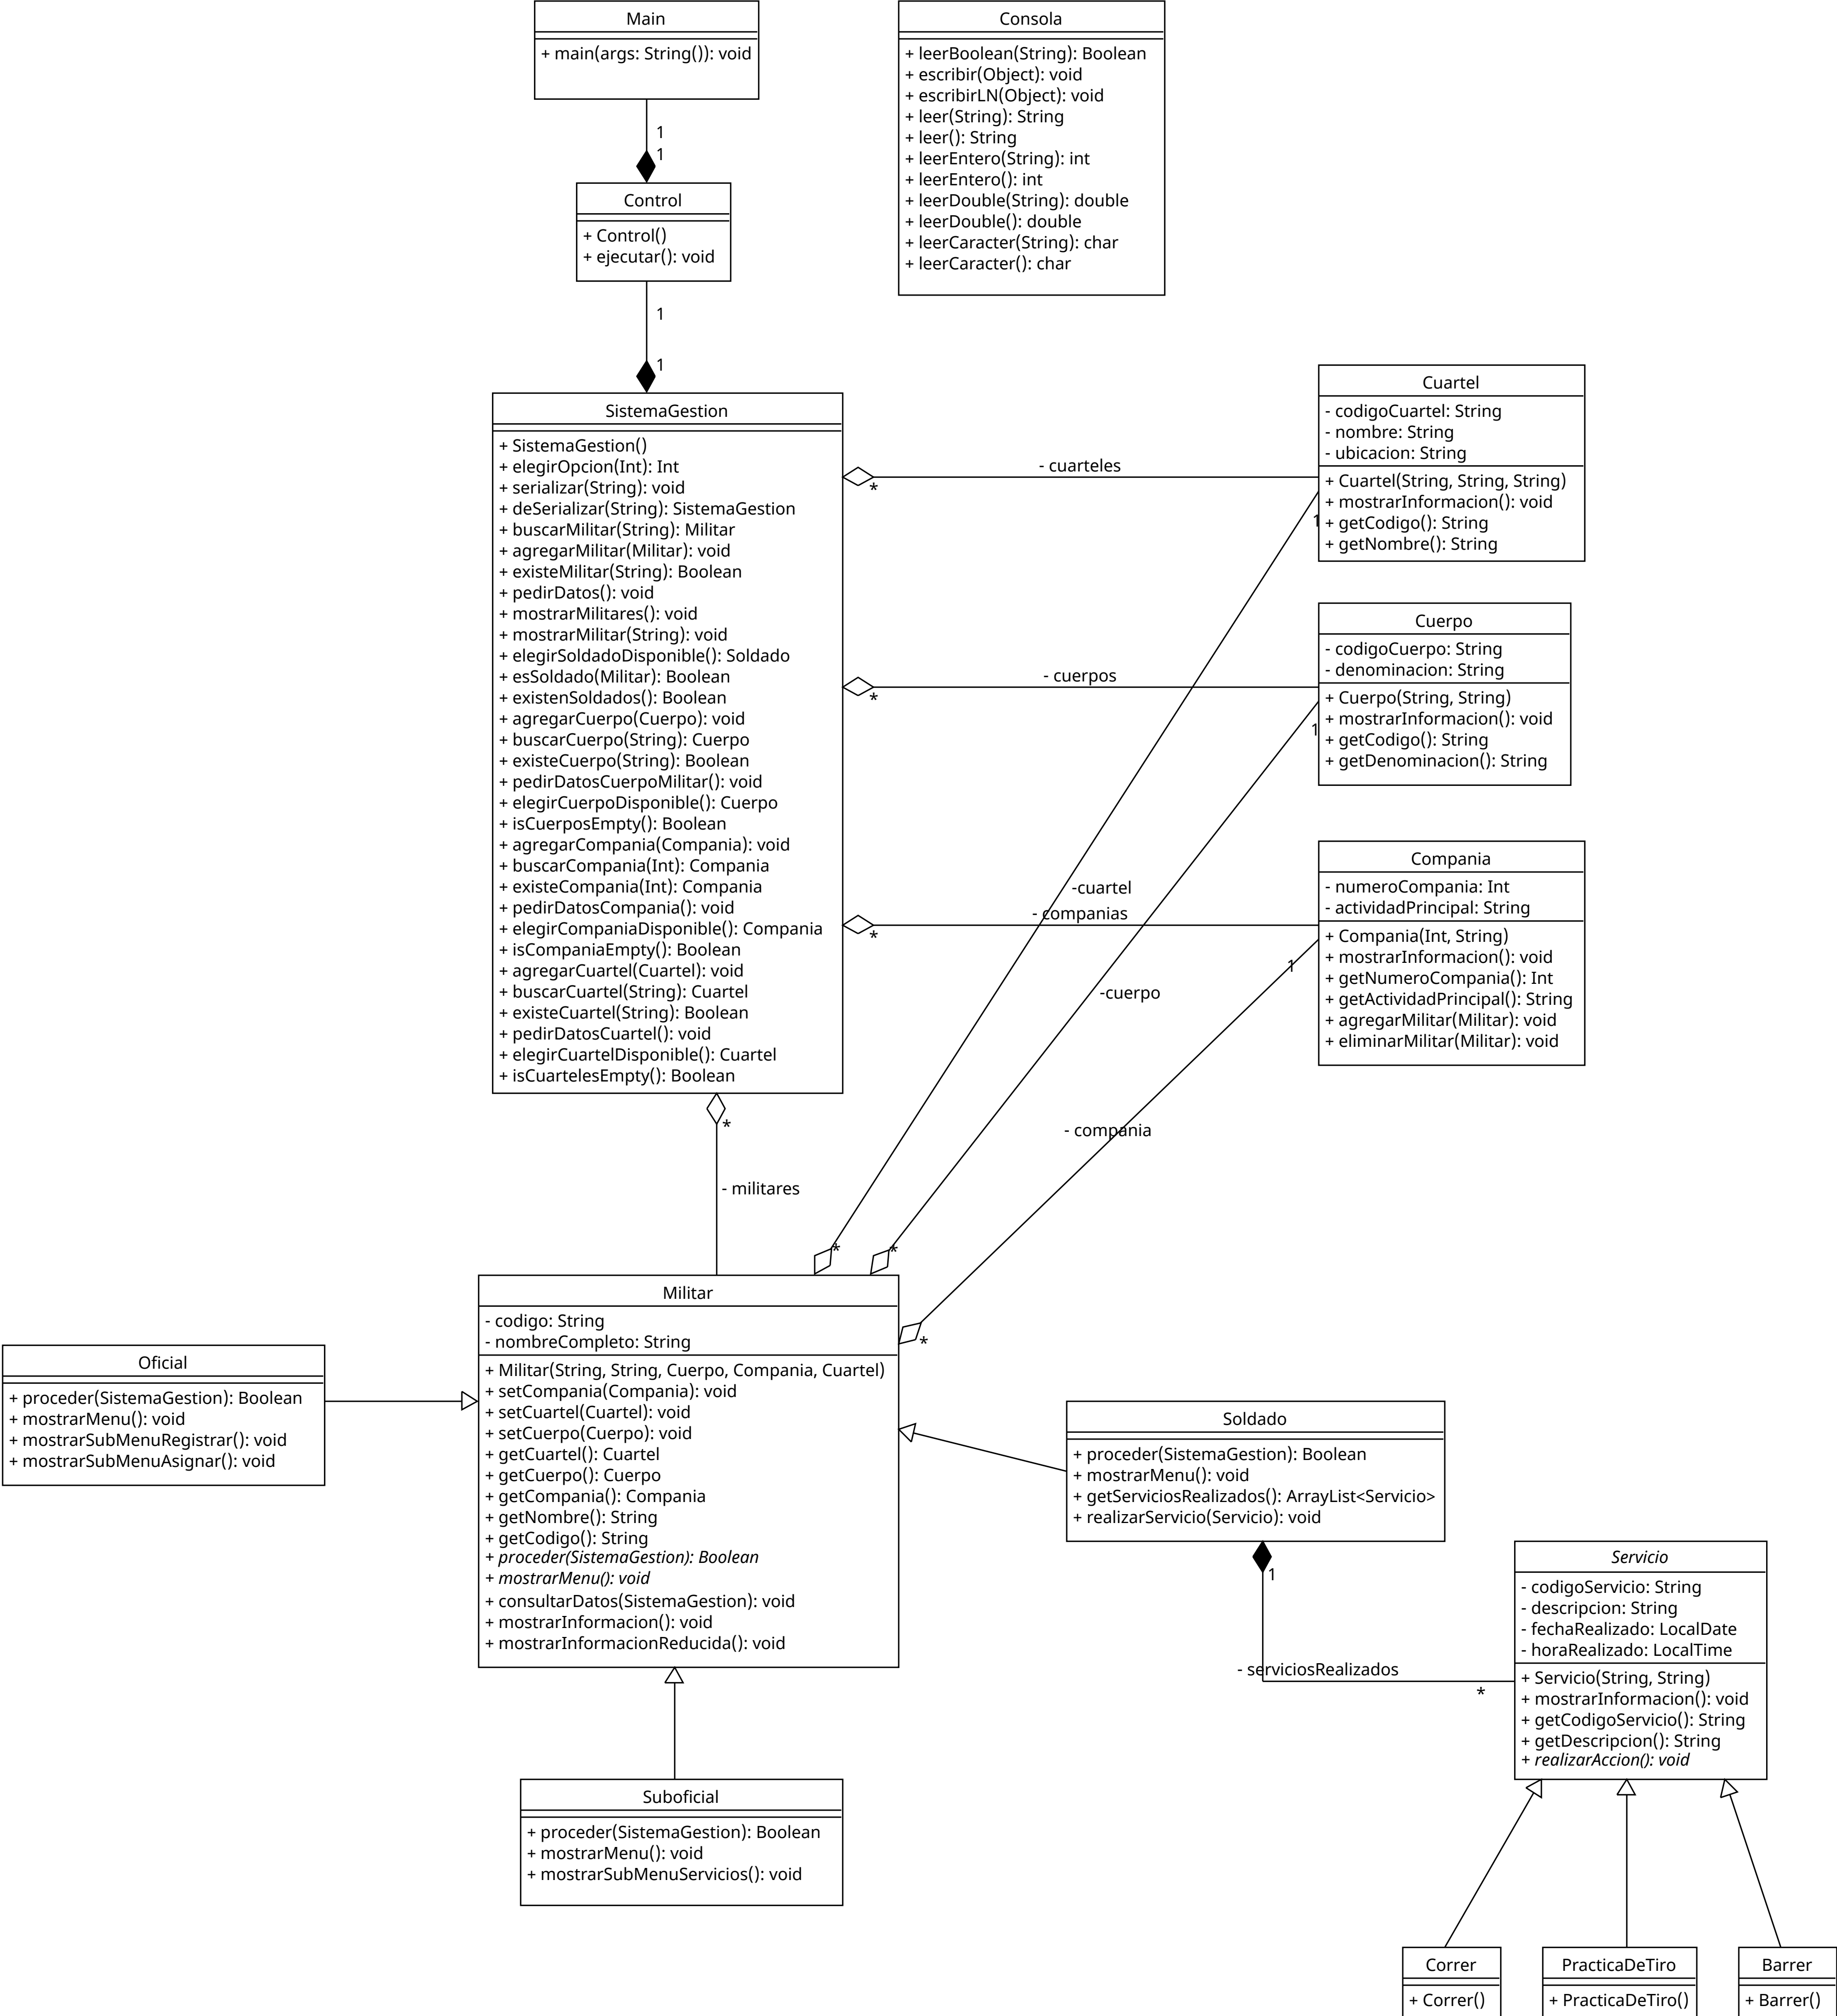 Main
+ main(args: String()): void
1
1
Control
+ Control()
+ ejecutar(): void
1
1
Consola
+ leerBoolean(String): Boolean
+ escribir(Object): void
+ escribirLN(Object): void
+ leer(String): String
+ leer(): String
+ leerEntero(String): int
+ leerEntero(): int
+ leerDouble(String): double
+ leerDouble(): double
+ leerCaracter(String): char
+ leerCaracter(): char
SistemaGestion
+ SistemaGestion()
+ elegirOpcion(Int): Int
+ serializar(String): void
+ deSerializar(String): SistemaGestion
+ buscarMilitar(String): Militar
+ agregarMilitar(Militar): void
+ existeMilitar(String): Boolean
+ pedirDatos(): void
+ mostrarMilitares(): void
+ mostrarMilitar(String): void
+ elegirSoldadoDisponible(): Soldado
+ esSoldado(Militar): Boolean
+ existenSoldados(): Boolean
+ agregarCuerpo(Cuerpo): void
+ buscarCuerpo(String): Cuerpo
+ existeCuerpo(String): Boolean
+ pedirDatosCuerpoMilitar(): void
+ elegirCuerpoDisponible(): Cuerpo
+ isCuerposEmpty(): Boolean
+ agregarCompania(Compania): void
+ buscarCompania(Int): Compania
+ existeCompania(Int): Compania
+ pedirDatosCompania(): void
+ elegirCompaniaDisponible(): Compania
+ isCompaniaEmpty(): Boolean
+ agregarCuartel(Cuartel): void
+ buscarCuartel(String): Cuartel
+ existeCuartel(String): Boolean
+ pedirDatosCuartel(): void
+ elegirCuartelDisponible(): Cuartel
+ isCuartelesEmpty(): Boolean
- cuarteles
*
- cuerpos
*
- companias
*
Cuartel
- codigoCuartel: String
- nombre: String
- ubicacion: String
+ Cuartel(String, String, String)
+ mostrarInformacion(): void
+ getCodigo(): String
+ getNombre(): String
1
Cuerpo
- codigoCuerpo: String
- denominacion: String
+ Cuerpo(String, String)
+ mostrarInformacion(): void
+ getCodigo(): String
+ getDenominacion(): String
1
Compania
- numeroCompania: Int
- actividadPrincipal: String
+ Compania(Int, String)
+ mostrarInformacion(): void
+ getNumeroCompania(): Int
+ getActividadPrincipal(): String
+ agregarMilitar(Militar): void
+ eliminarMilitar(Militar): void
1
-cuartel
-cuerpo
- compania
*
- militares
*
*
*
Militar
- codigo: String
- nombreCompleto: String
+ Militar(String, String, Cuerpo, Compania, Cuartel)
+ setCompania(Compania): void
+ setCuartel(Cuartel): void
+ setCuerpo(Cuerpo): void
+ getCuartel(): Cuartel
+ getCuerpo(): Cuerpo
+ getCompania(): Compania
+ getNombre(): String
+ getCodigo(): String
+ proceder(SistemaGestion): Boolean
+ mostrarMenu(): void
+ consultarDatos(SistemaGestion): void
+ mostrarInformacion(): void
+ mostrarInformacionReducida(): void
Oficial
+ proceder(SistemaGestion): Boolean
+ mostrarMenu(): void
+ mostrarSubMenuRegistrar(): void
+ mostrarSubMenuAsignar(): void
Soldado
+ proceder(SistemaGestion): Boolean
+ mostrarMenu(): void
+ getServiciosRealizados(): ArrayList<Servicio>
+ realizarServicio(Servicio): void
1
- serviciosRealizados
*
Servicio
- codigoServicio: String
- descripcion: String
- fechaRealizado: LocalDate
- horaRealizado: LocalTime
+ Servicio(String, String)
+ mostrarInformacion(): void
+ getCodigoServicio(): String
+ getDescripcion(): String
+ realizarAccion(): void
Suboficial
+ proceder(SistemaGestion): Boolean
+ mostrarMenu(): void
+ mostrarSubMenuServicios(): void
Correr
+ Correr()
PracticaDeTiro
+ PracticaDeTiro()
Barrer
+ Barrer()